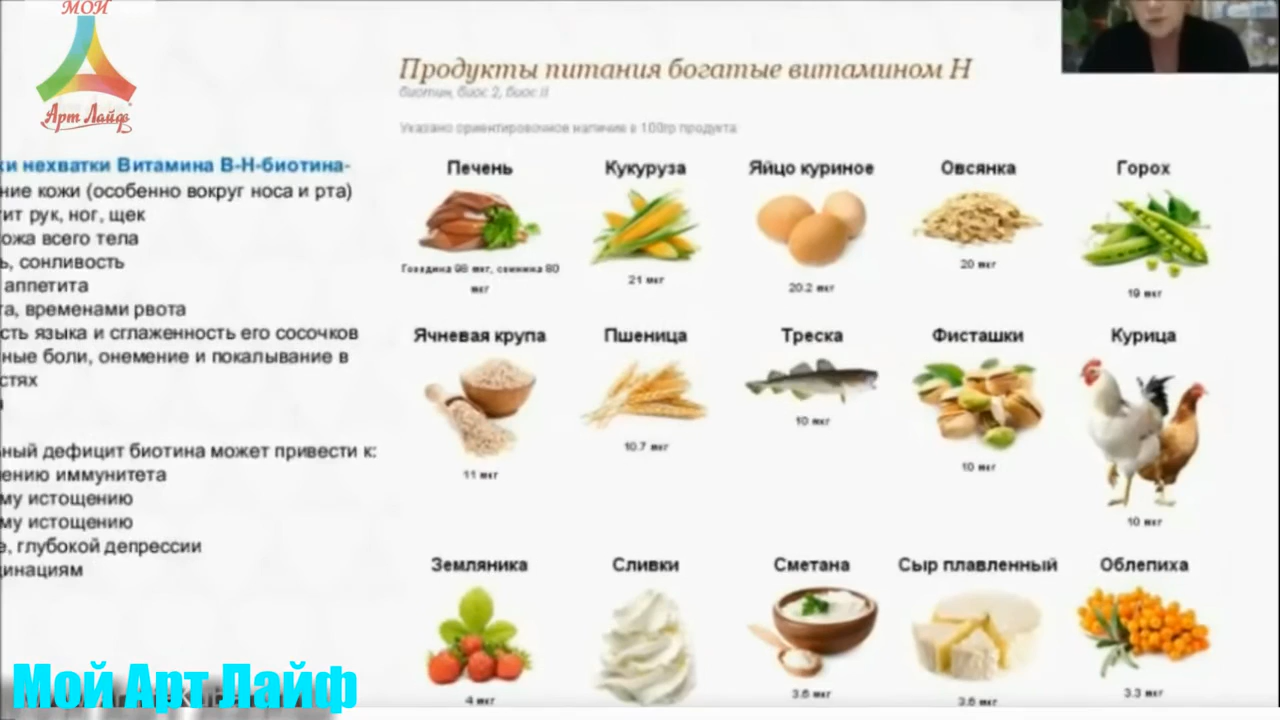 МОЙ
Арт Лайф
Продукты питания богатые витамином Н
биотин, биос 2, биос II
Указано ориентировочное наличие в 100гр продукта
ки нехватки Витамина В-Н-биотина-
ние кожи (особенно вокруг носа и рта)
ит рук, ног, щек
ожа всего тела
ь, сонливость
аппетита
та, временами рвота
сть языка и сглаженность его сосочков
ные боли, онемение и покалывание в
стях
ьный дефицит биотина может привести к:
ению иммунитета
му истощению
му истощению
е, глубокой депрессии
цинациям
Печень Кукуруза Яйцо куриное Овсянка Горох
Говядина 98 мкг, свинина 80
мкг
21 мкг 20.2 мкг 20 мкг 19 мкг
Ячневая крупа Пшеница Треска Фисташки Курица
11 мкг 10.7 мкг 10 мкг 10 мкг 10 мкг
Земляника Сливки Сметана Сыр плавленный Облепиха
4 мкг 3.6 мкг 3.6 мкг 3.3 мкг
Мой Арт Лайф